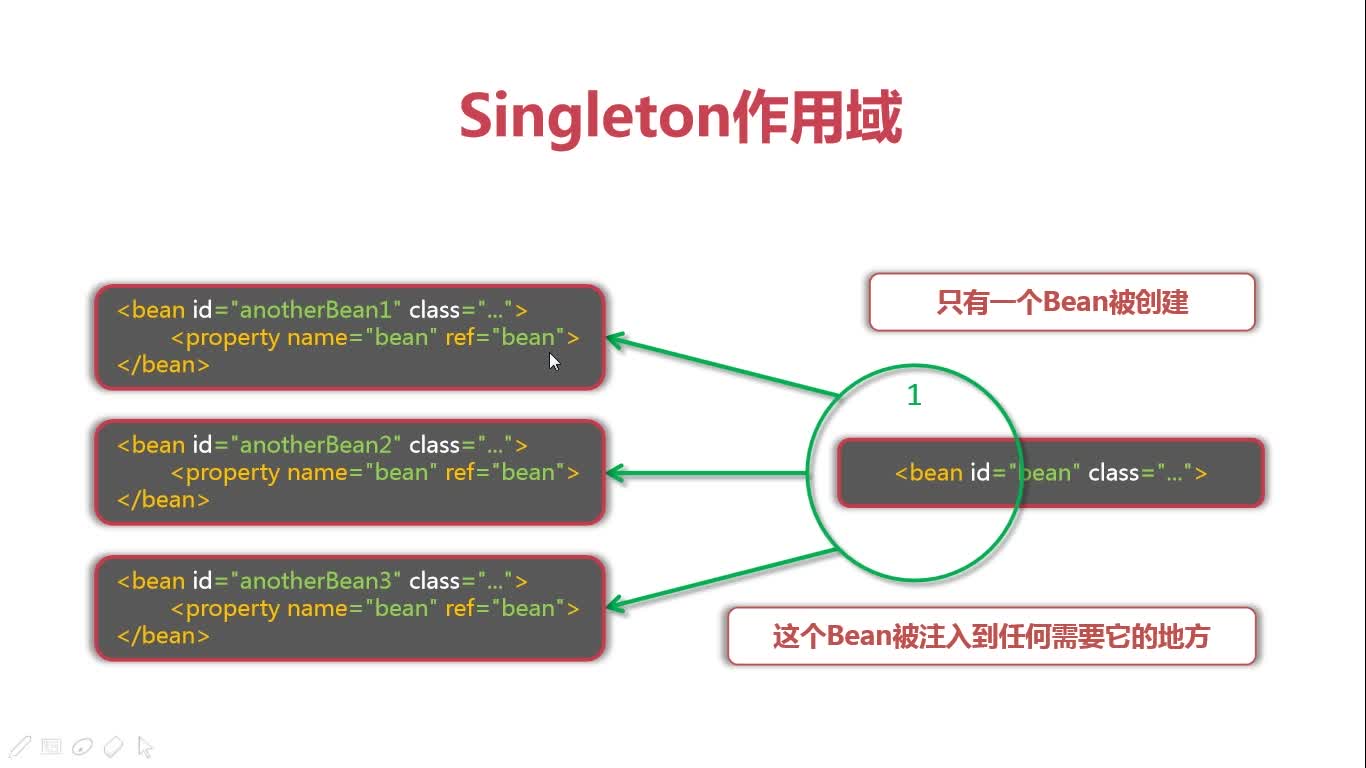 Singleton作用域
<bean id="anotherBean1" class="...">
<property name="bean" ref="bean">
</bean>
<bean id="anotherBean2" class="...">
<property name="bean" ref="bean">
</bean>
<bean id="anotherBean3" class="...">
<property name="bean" ref="bean">
</bean>
只有一个Bean被创建
1
<bean id="bean" class="...">
这个Bean被注入到任何需要它的地方